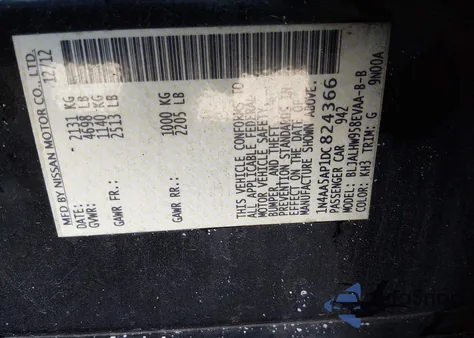 MFD BY NISSAN MOTOR CO., LTD.
DATE: 12/12
GVWR: 2131 KG
4698 LB
GAWR FR: 1140 KG
2513 LB
GAWR RR: 1000 KG
2205 LB
THIS VEHICLE CONFORMS TO
ALL APPLICABLE FEDERAL
MOTOR VEHICLE SAFETY,
BUMPER, AND THEFT
PREVENTION STANDARDS IN
EFFECT ON THE DATE OF
MANUFACTURE SHOWN ABOVE.
1N4AA5AP1DC824366
PASSENGER CAR 942
MODEL: BLJALHW958EVAA-B-B
COLOR: KH3 TRIM: G
9N00A